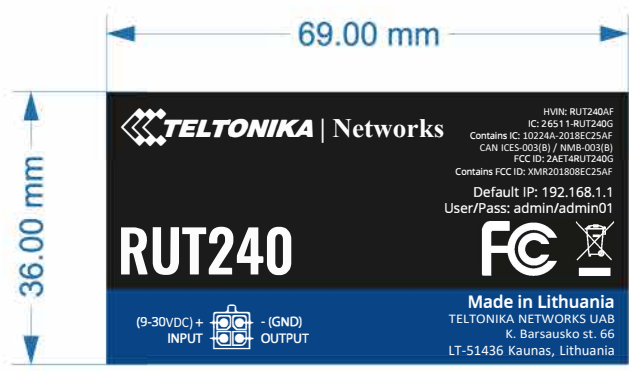 69.00 mm
36.00 mm
TELTONIKA | Networks
HVIN: RUT240AF
IC: 26511-RUT240G
Contains IC: 10224A-2018EC25AF
CAN ICES-003(B) / NMB-003(B)
FCC ID: 2AET4RUT240G
Contains FCC ID: XMR201808EC25AF
Default IP: 192.168.1.1
User/Pass: admin/admin01
RUT240
FC
(9-30VDC) + - (GND)
INPUT OUTPUT
Made in Lithuania
TELTONIKA NETWORKS UAB
K. Barsausko st. 66
LT-51436 Kaunas, Lithuania